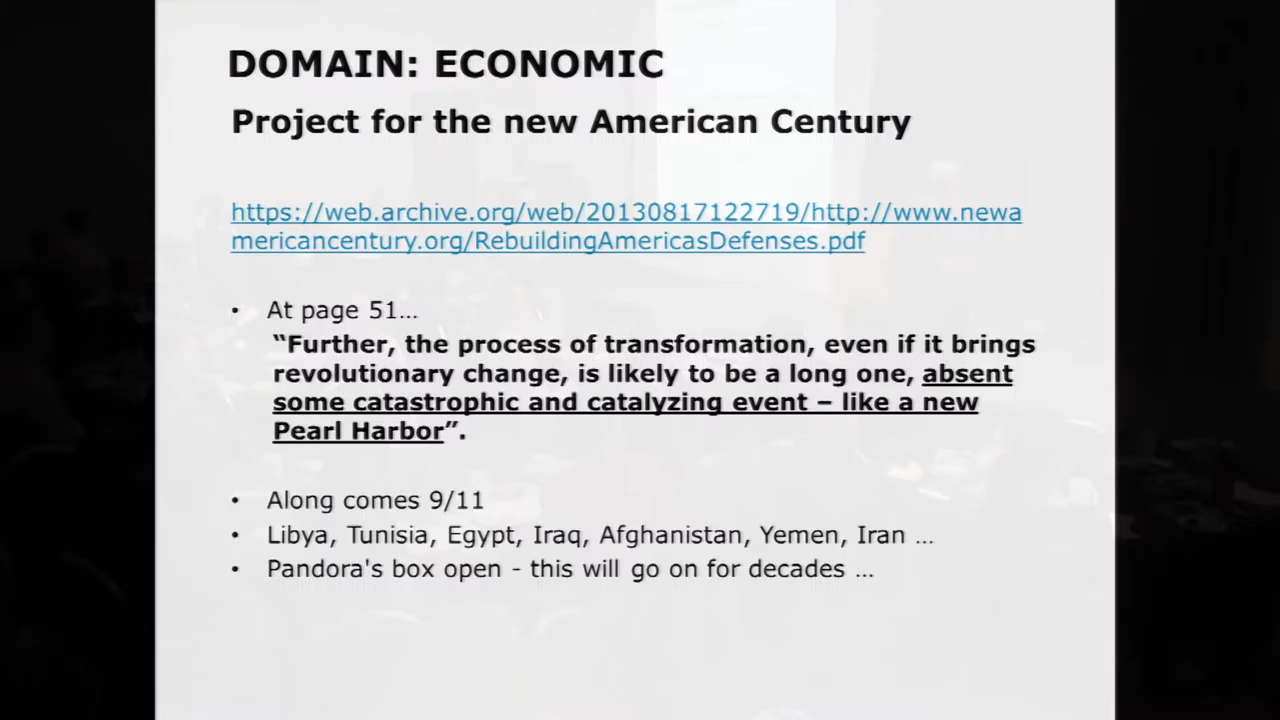 DOMAIN: ECONOMIC
Project for the new American Century
https://web.archive.org/web/20130817122719/http://www.newa
mericancentury.org/RebuildingAmericasDefenses.pdf
• At page 51…
“Further, the process of transformation, even if it brings
revolutionary change, is likely to be a long one, absent
some catastrophic and catalyzing event – like a new
Pearl Harbor”.
• Along comes 9/11
• Libya, Tunisia, Egypt, Iraq, Afghanistan, Yemen, Iran …
• Pandora's box open - this will go on for decades …